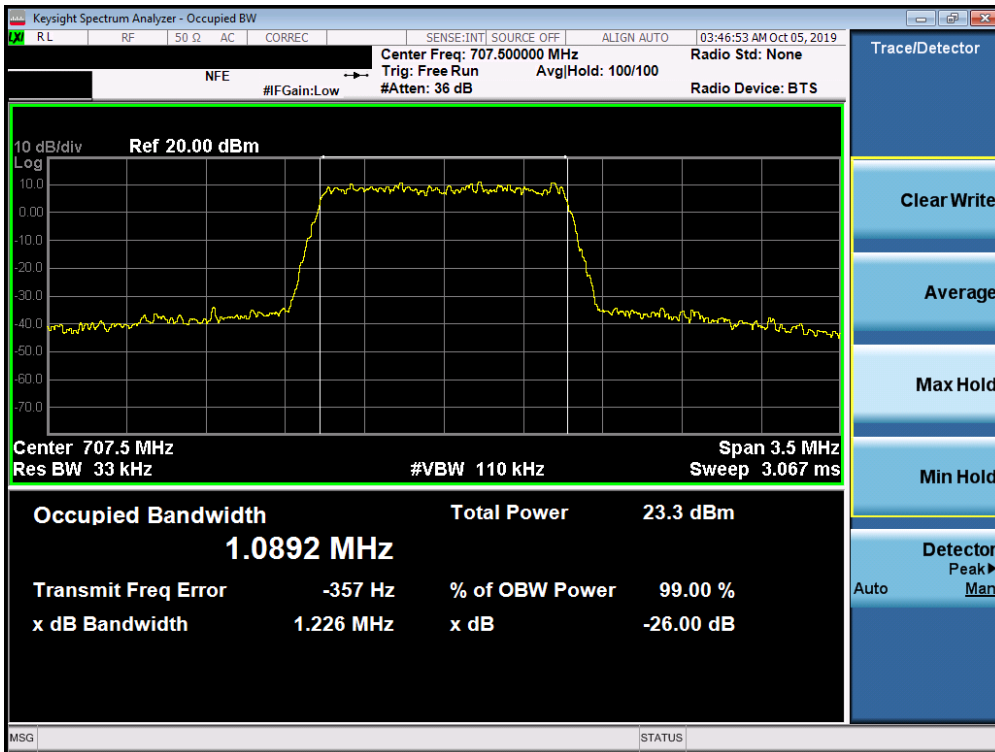 Keysight Spectrum Analyzer - Occupied BW
LXI RL RF 50 Ω AC CORREC SENSE:INT SOURCE OFF ALIGN AUTO 03:46:53 AM Oct 05, 2019
Center Freq: 707.500000 MHz Radio Std: None
NFE Trig: Free Run Avg|Hold: 100/100
#IFGain:Low #Atten: 36 dB Radio Device: BTS
Trace/Detector
10 dB/div Ref 20.00 dBm
Log
10.0
0.00
-10.0
-20.0
-30.0
-40.0
-50.0
-60.0
-70.0
Center 707.5 MHz Span 3.5 MHz
Res BW 33 kHz #VBW 110 kHz Sweep 3.067 ms
Occupied Bandwidth Total Power 23.3 dBm
1.0892 MHz
Transmit Freq Error -357 Hz % of OBW Power 99.00 %
x dB Bandwidth 1.226 MHz x dB -26.00 dB
Clear Write
Average
Max Hold
Min Hold
Detector
Peak▶
Auto Man
MSG STATUS